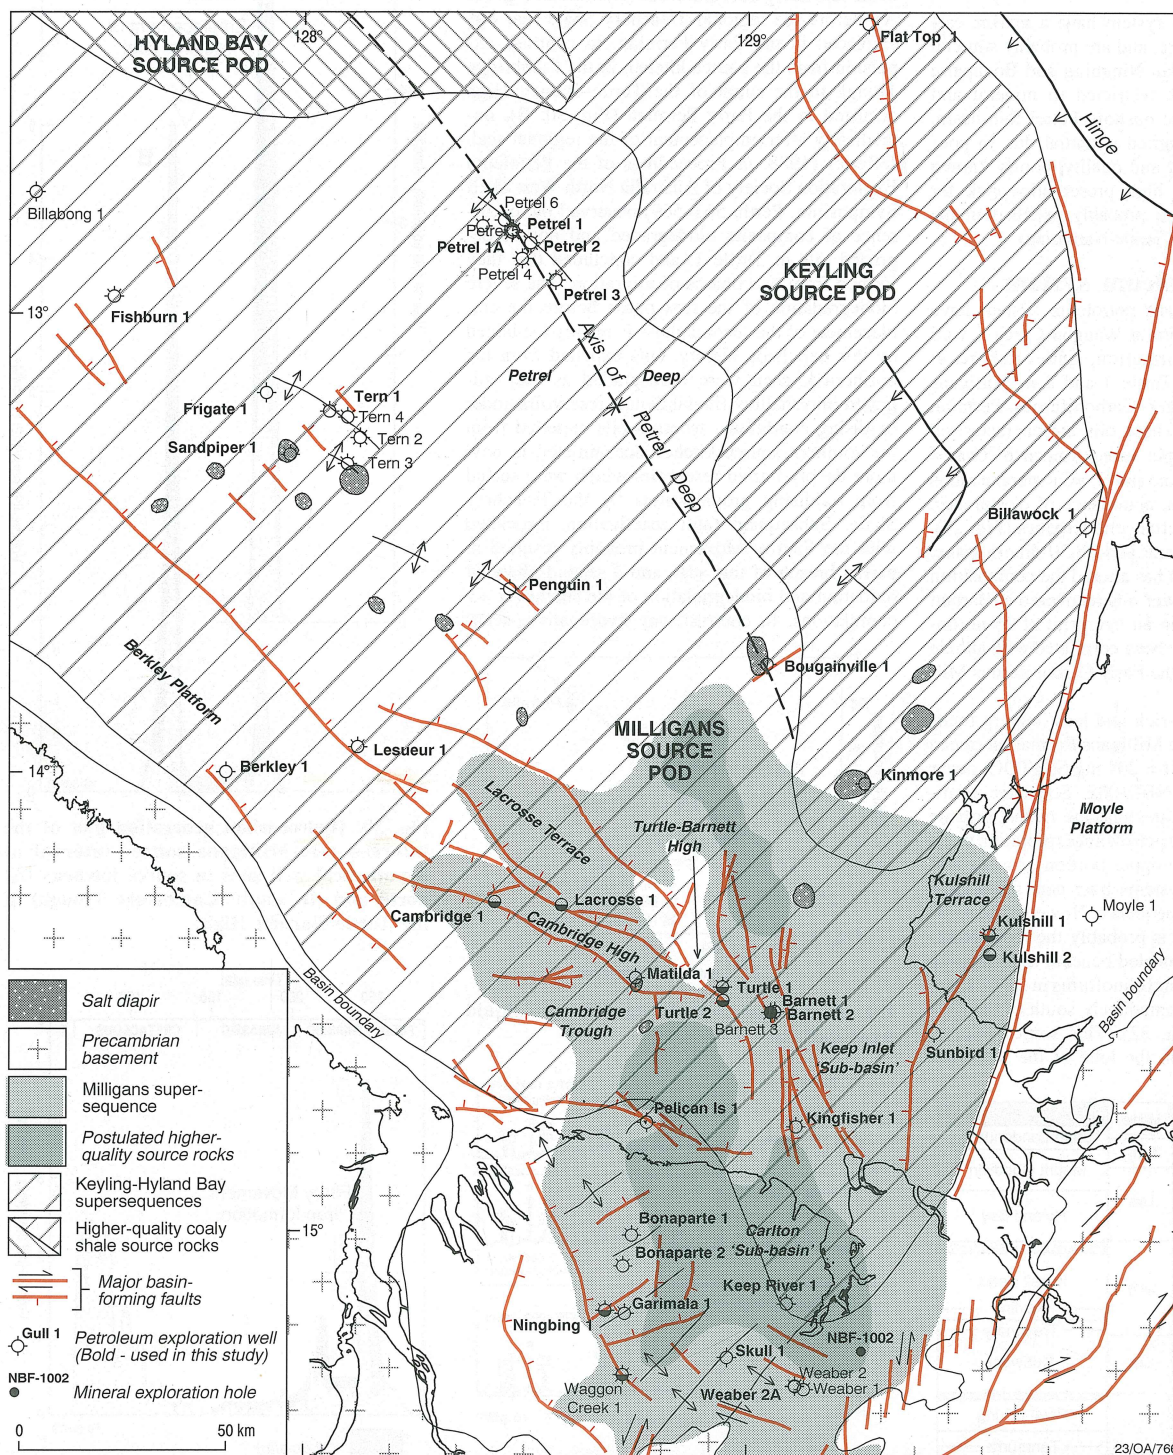 128°
129°
HYLAND BAY
SOURCE POD
Flat Top 1
Hinge
Billabong 1
Petrel 6
Petrel
Petrel 1
Petrel 1A
Petrel 2
Petrel 4
Petrel 3
KEYLING
SOURCE POD
13°
Fishburn 1
Axis of Petrel Deep
Petrel Deep
Frigate 1
Tern 1
Tern 4
Tern 2
Sandpiper 1
Tern 3
Billawock 1
Penguin 1
Bougainville 1
Berkley Platform
MILLIGANS
SOURCE
POD
Lesueur 1
Berkley 1
14°
Kinmore 1
Lacrosse Terrace
Turtle-Barnett
High
Moyle
Platform
Kulshill
Terrace
Moyle 1
Cambridge 1
Lacrosse 1
Kulshill 1
Cambridge High
Kulshill 2
Matilda 1
Turtle 1
Barnett 1
Turtle 2
Barnett 2
Barnett 3
Cambridge
Trough
Basin boundary
Basin boundary
Keep Inlet
'Sub-basin'
Sunbird 1
Pelican Is 1
Kingfisher 1
15°
Bonaparte 1
Carlton
'Sub-basin'
Bonaparte 2
Keep River 1
Garimala 1
Ningbing 1
NBF-1002
Skull 1
Weaber 2
Weaber 1
Weaber 2A
Waggon
Creek 1
Salt diapir
Precambrian
basement
Milligans super-
sequence
Postulated higher-
quality source rocks
Keyling-Hyland Bay
supersequences
Higher-quality coaly
shale source rocks
Major basin-
forming faults
Gull 1
Petroleum exploration well
(Bold - used in this study)
NBF-1002
Mineral exploration hole
0
50 km
23/OA/76